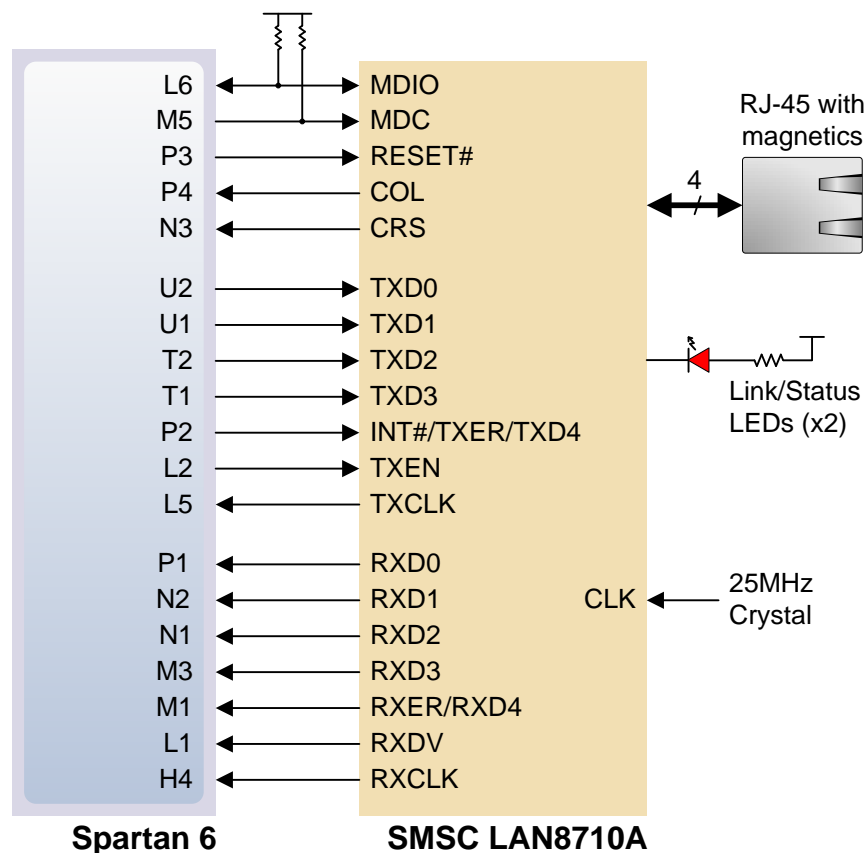 L6 MDIO
M5 MDC
P3 RESET#
P4 COL
N3 CRS
U2 TXD0
U1 TXD1
T2 TXD2
T1 TXD3
P2 INT#/TXER/TXD4
L2 TXEN
L5 TXCLK
P1 RXD0
N2 RXD1
N1 RXD2
M3 RXD3
M1 RXER/RXD4
L1 RXDV
H4 RXCLK
CLK
RJ-45 with
magnetics
4
Link/Status
LEDs (x2)
25MHz
Crystal
Spartan 6
SMSC LAN8710A